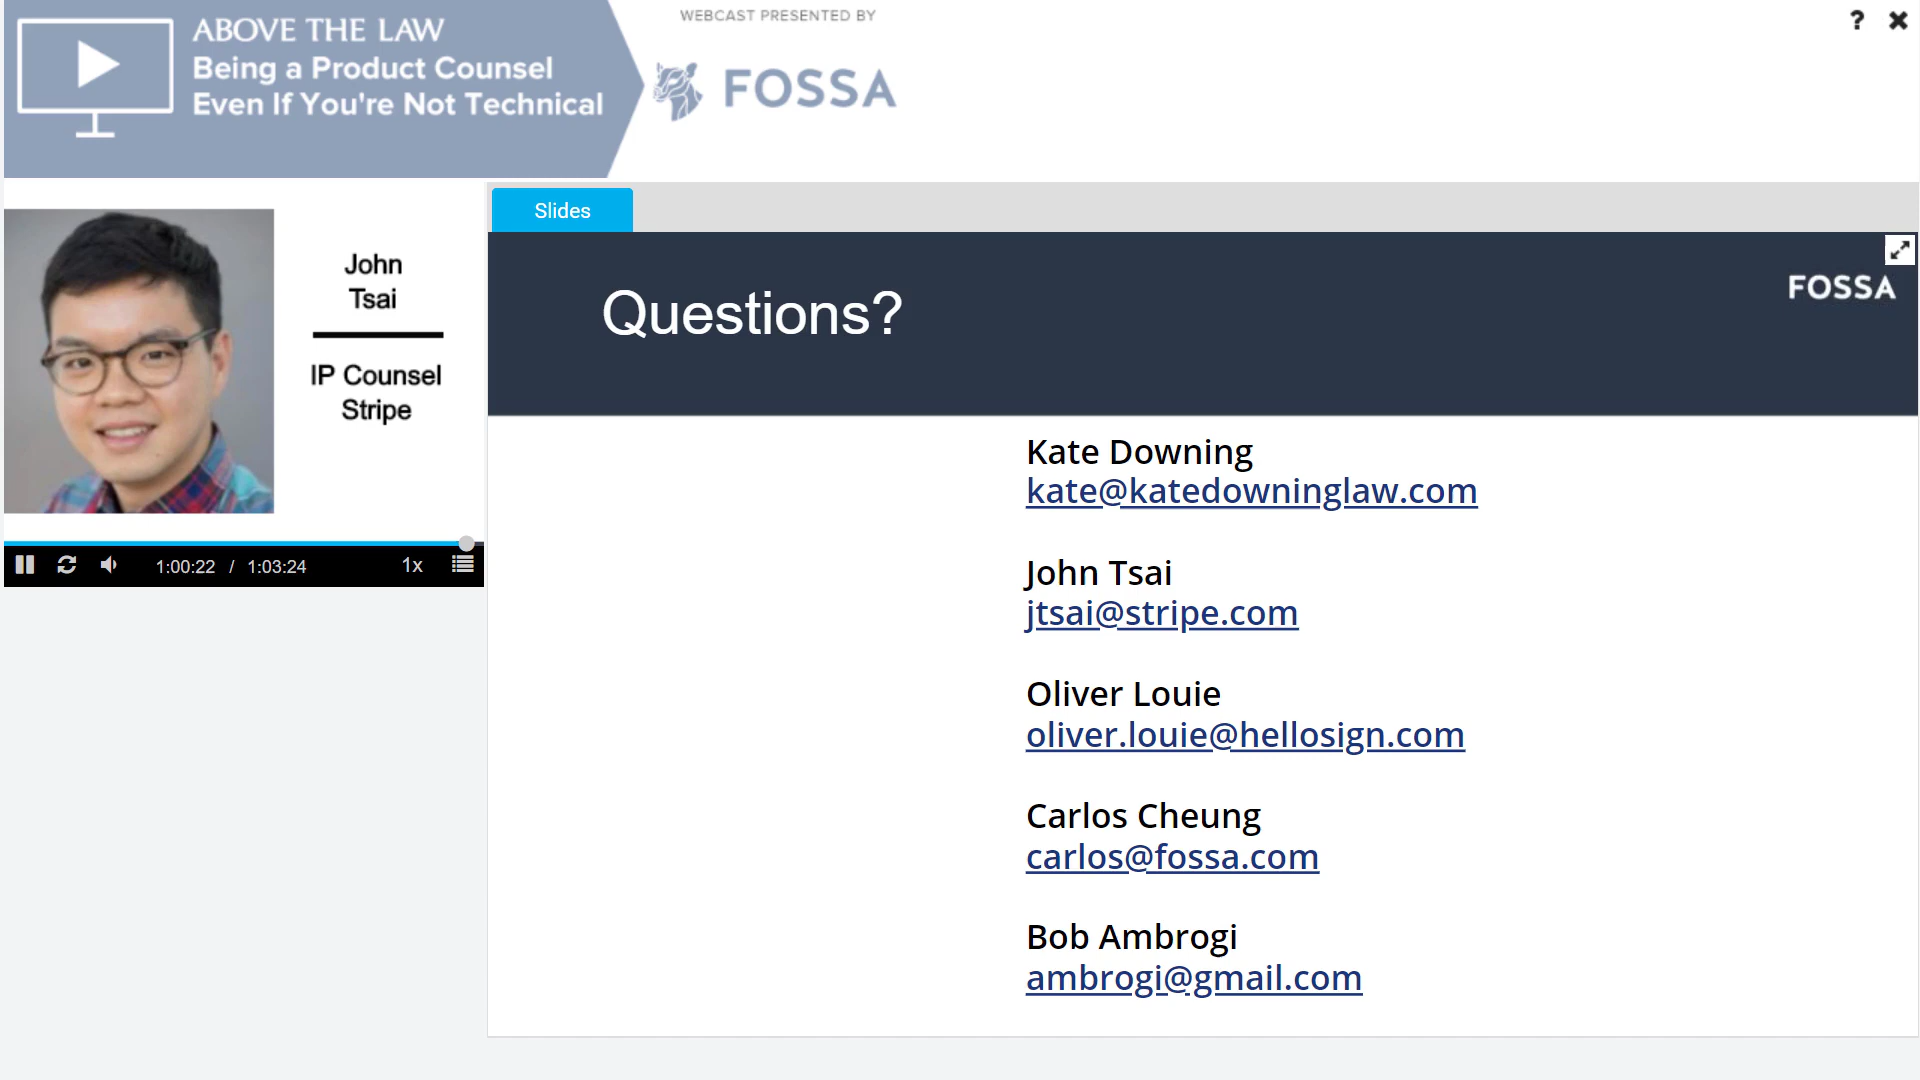 ABOVE THE LAW
Being a Product Counsel
Even If You're Not Technical
WEBCAST PRESENTED BY
FOSSA
?
John
Tsai
IP Counsel
Stripe
1:00:22 / 1:03:24
1x
Slides
Questions?
FOSSA
Kate Downing
kate@katedowninglaw.com
John Tsai
jtsai@stripe.com
Oliver Louie
oliver.louie@hellosign.com
Carlos Cheung
carlos@fossa.com
Bob Ambrogi
ambrogi@gmail.com